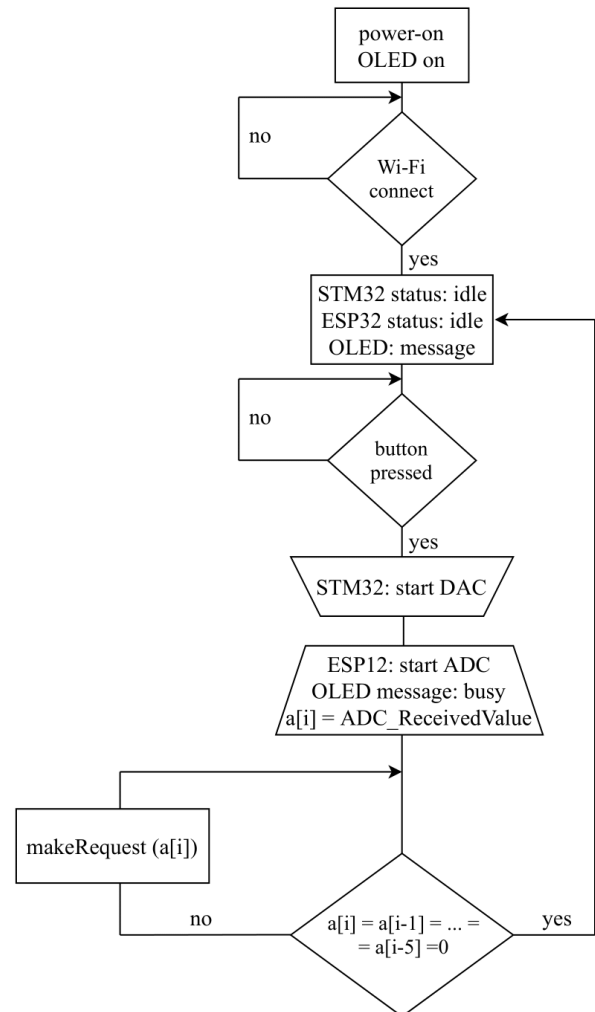 power-on
OLED on
no
Wi-Fi
connect
yes
STM32 status: idle
ESP32 status: idle
OLED: message
no
button
pressed
yes
STM32: start DAC
ESP12: start ADC
OLED message: busy
a[i] = ADC_ReceivedValue
makeRequest (a[i])
no
a[i] = a[i-1] = ... =
= a[i-5] =0
yes